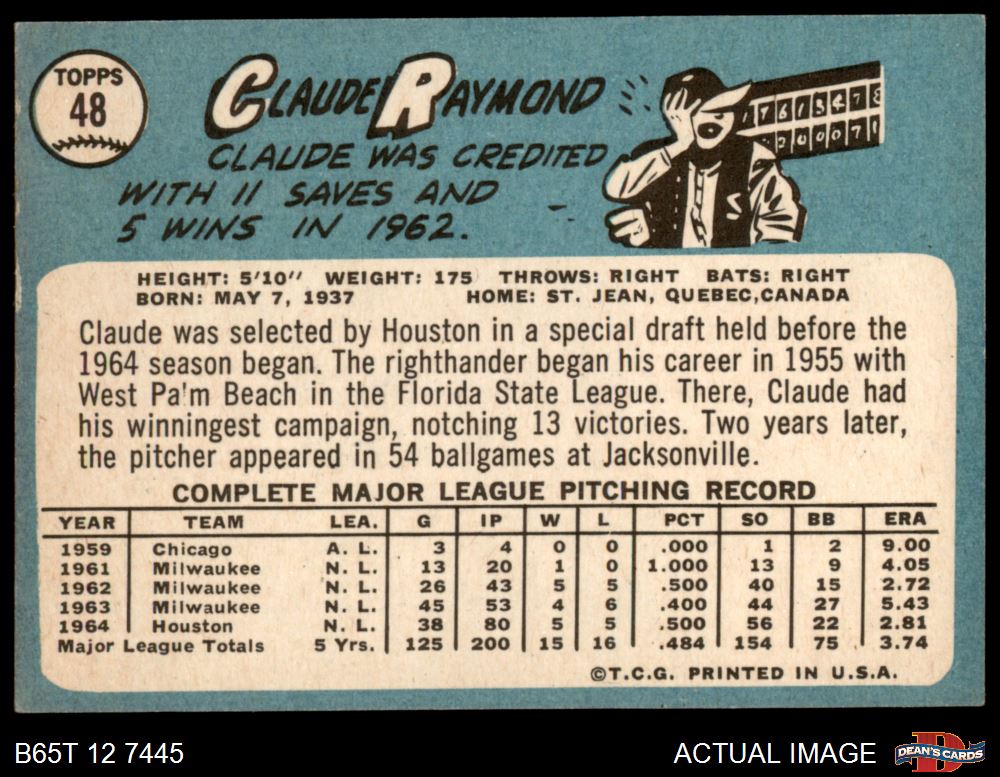 TOPPS
48
CLAUDE RAYMOND
CLAUDE WAS CREDITED
WITH 11 SAVES AND
5 WINS IN 1962.
HEIGHT: 5'10" WEIGHT: 175 THROWS: RIGHT BATS: RIGHT
BORN: MAY 7, 1937 HOME: ST. JEAN, QUEBEC, CANADA
Claude was selected by Houston in a special draft held before the
1964 season began. The righthander began his career in 1955 with
West Pa'm Beach in the Florida State League. There, Claude had
his winningest campaign, notching 13 victories. Two years later,
the pitcher appeared in 54 ballgames at Jacksonville.
COMPLETE MAJOR LEAGUE PITCHING RECORD
YEAR TEAM LEA. G IP W L PCT SO BB ERA
1959 Chicago A. L. 3 4 0 0 .000 1 2 9.00
1961 Milwaukee N. L. 13 20 1 0 1.000 13 9 4.05
1962 Milwaukee N. L. 26 43 5 5 .500 40 15 2.72
1963 Milwaukee N. L. 45 53 4 6 .400 44 27 5.43
1964 Houston N. L. 38 80 5 5 .500 56 22 2.81
Major League Totals 5 Yrs. 125 200 15 16 .484 154 75 3.74
©T.C.G. PRINTED IN U.S.A.
B65T 12 7445
ACTUAL IMAGE
DEAN'S CARDS